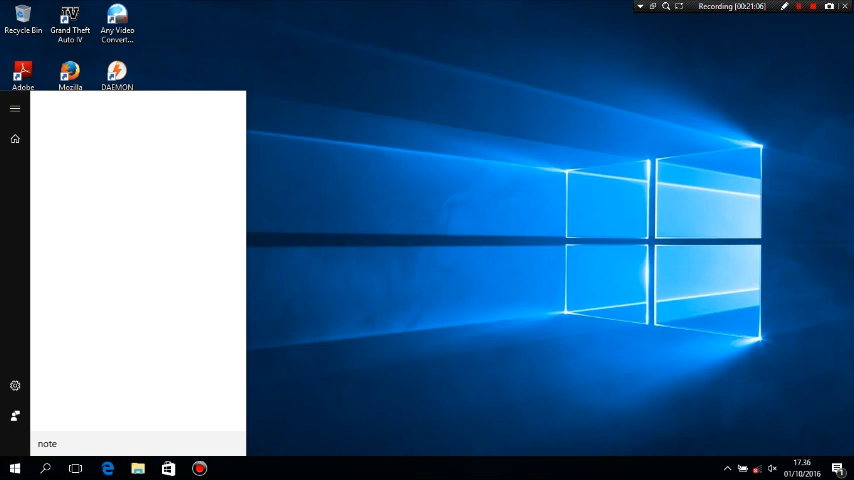 Recording [00:21:06]
Recycle Bin
Grand Theft
Auto IV
Any Video
Convert...
Adobe
Mozilla
DAEMON
note
17.36
01/10/2016